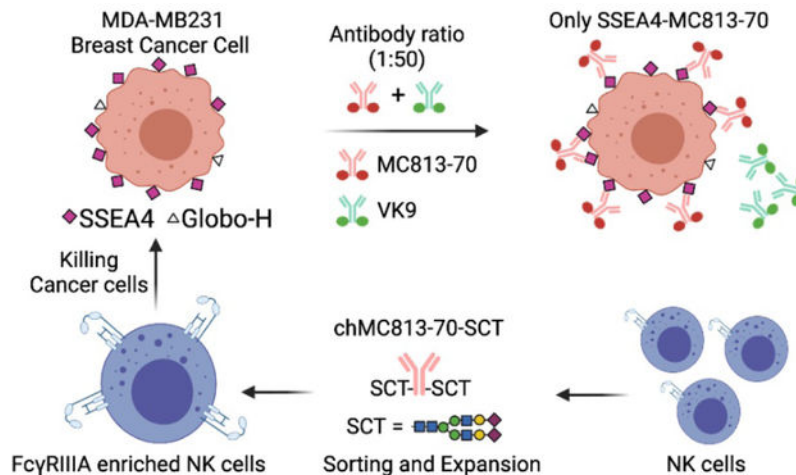 MDA-MB231
Breast Cancer Cell
SSEA4
Globo-H
Antibody ratio
(1:50)
+
MC813-70
VK9
Only SSEA4-MC813-70
Killing
Cancer cells
FcγRIIIA enriched NK cells
chMC813-70-SCT
SCT- -SCT
SCT =
Sorting and Expansion
NK cells